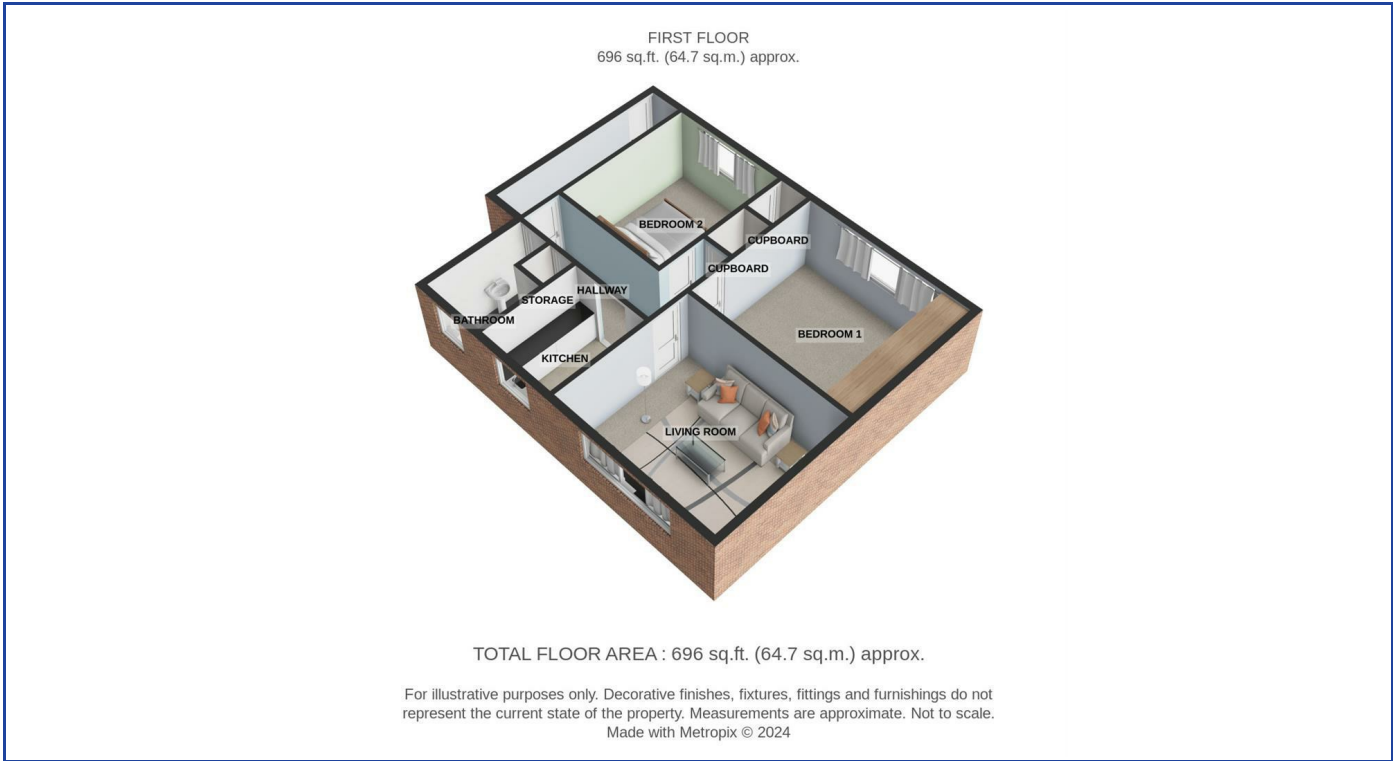 FIRST FLOOR
696 sq.ft. (64.7 sq.m.) approx.
BEDROOM 2
CUPBOARD
CUPBOARD
HALLWAY
STORAGE
BATHROOM
BEDROOM 1
KITCHEN
LIVING ROOM
TOTAL FLOOR AREA : 696 sq.ft. (64.7 sq.m.) approx.
For illustrative purposes only. Decorative finishes, fixtures, fittings and furnishings do not
represent the current state of the property. Measurements are approximate. Not to scale.
Made with Metropix © 2024